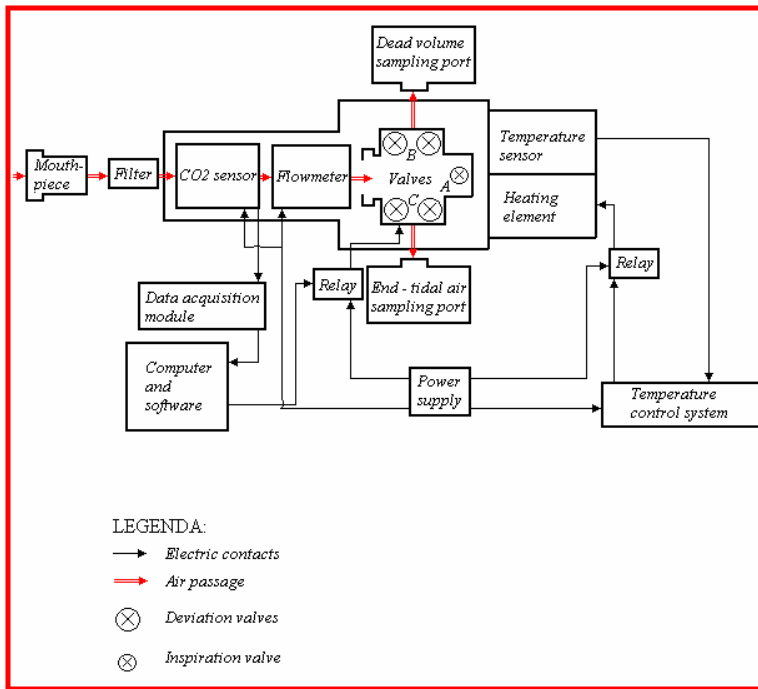 Dead volume
sampling port
Mouth-
piece
Filter
CO2 sensor
Flowmeter
B
Valves
A
C
Temperature
sensor
Heating
element
Relay
End - tidal air
sampling port
Relay
Data acquisition
module
Computer
and
software
Power
supply
Temperature
control system
LEGENDA:
Electric contacts
Air passage
Deviation valves
Inspiration valve